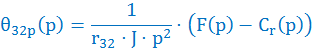 θ₃₂ₚ(p) = 1 / (r₃₂ · J · p²) · (F(p) − Cᵣ(p))